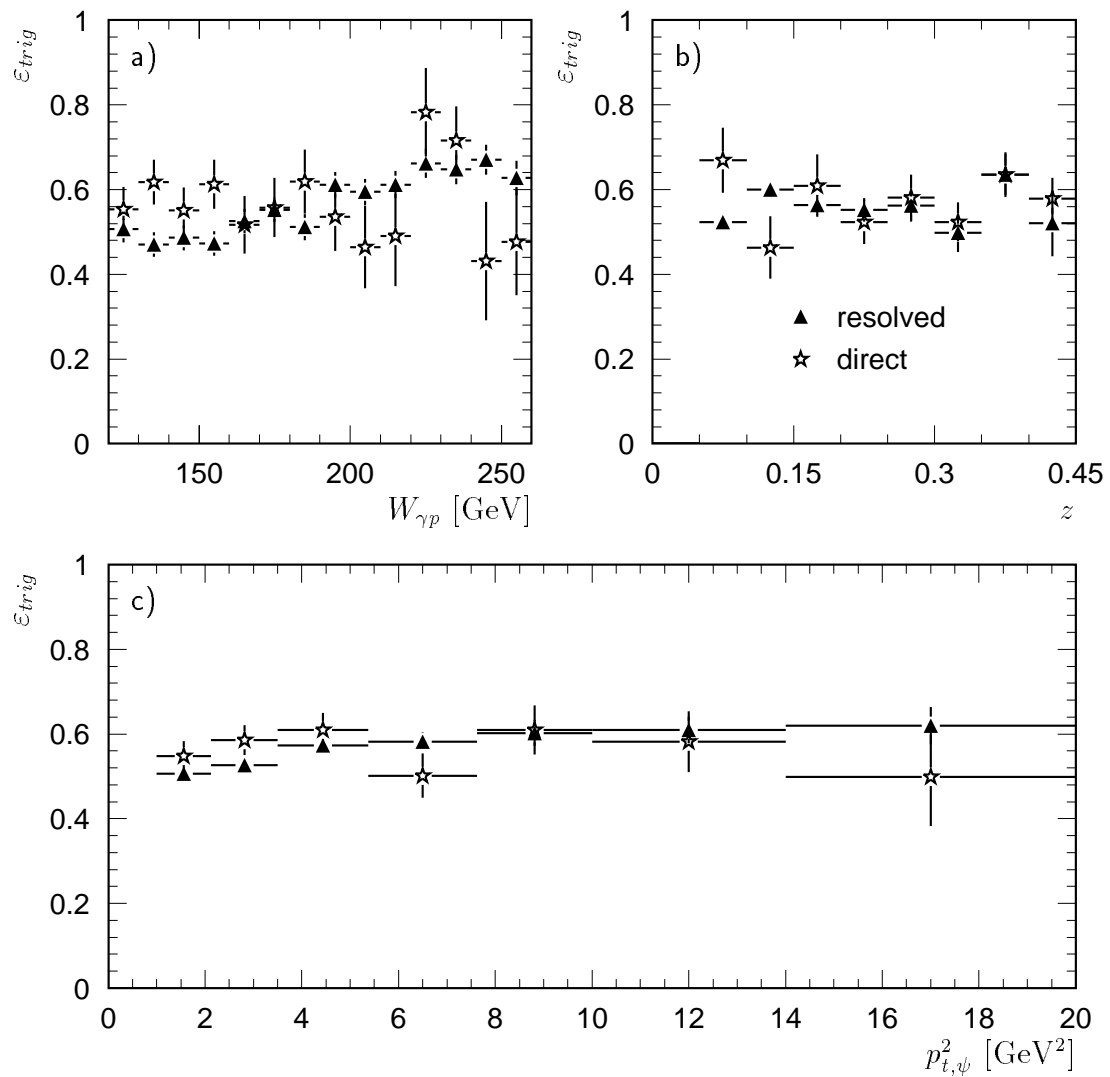 a)
ε_trig
1
0.8
0.6
0.4
0.2
0
150 200 250
W_γp [GeV]
b)
ε_trig
1
0.8
0.6
0.4
0.2
0
resolved
direct
0 0.15 0.3 0.45
z
c)
ε_trig
1
0.8
0.6
0.4
0.2
0
0 2 4 6 8 10 12 14 16 18 20
p²_t,ψ [GeV²]